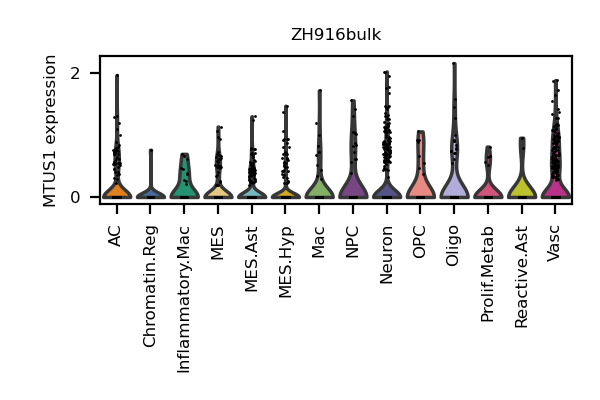 ZH916bulk
MTUS1 expression
2
0
AC
Chromatin.Reg
Inflammatory.Mac
MES
MES.Ast
MES.Hyp
Mac
NPC
Neuron
OPC
Oligo
Prolif.Metab
Reactive.Ast
Vasc